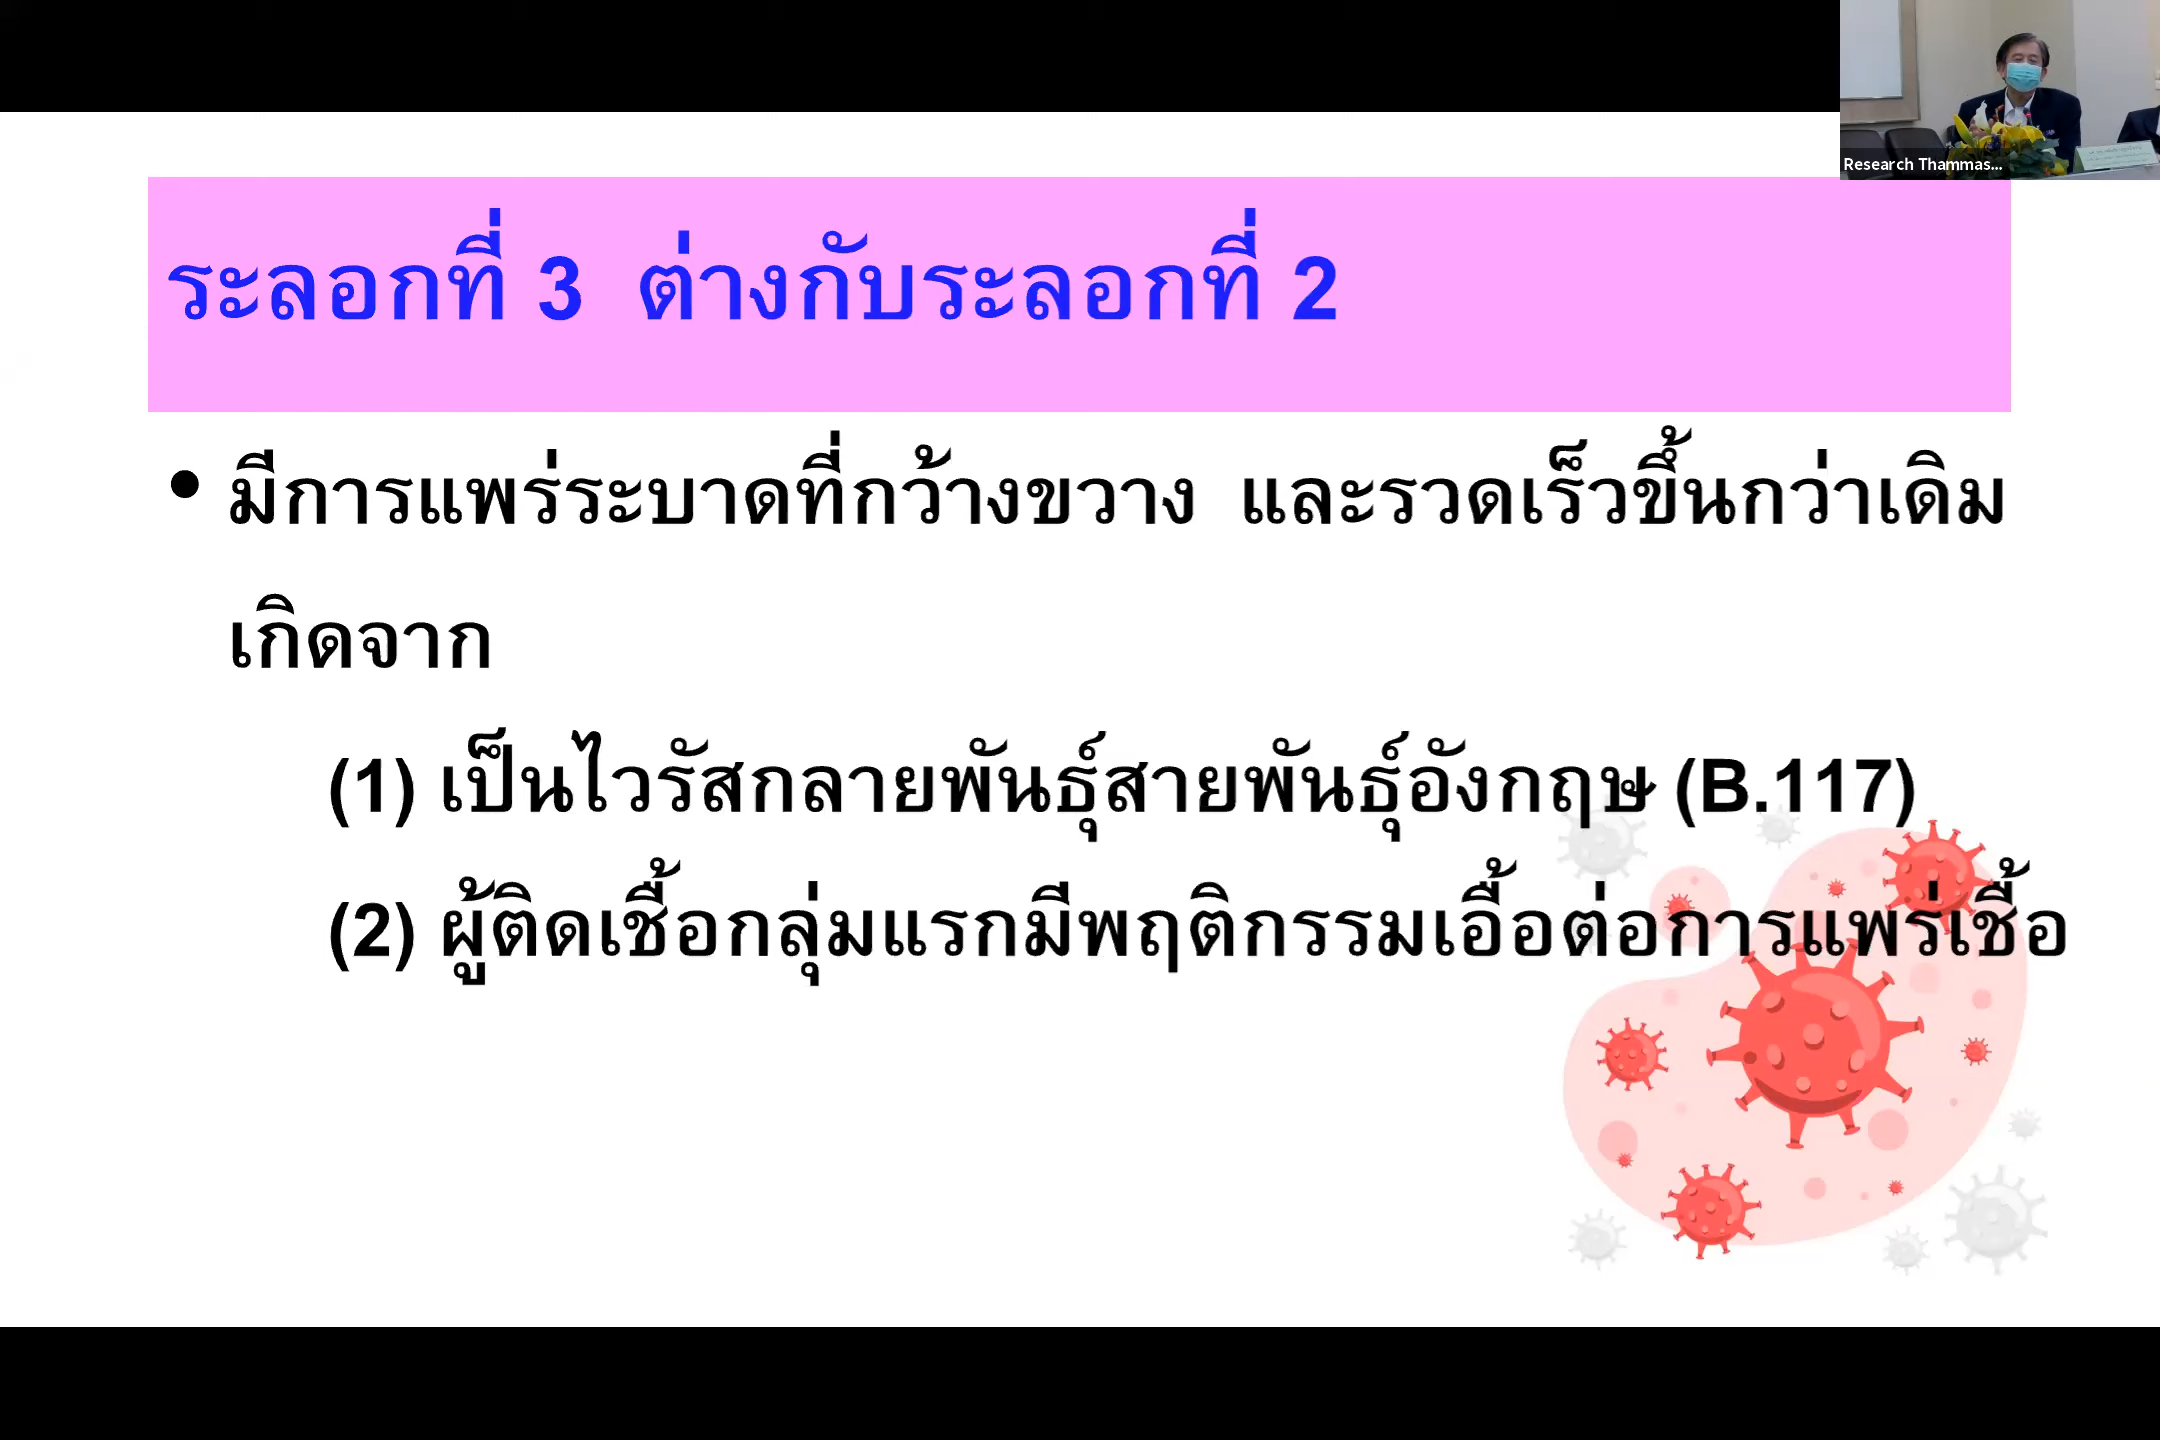 Research Thammas...
ระลอกที่ 3 ต่างกับระลอกที่ 2
• มีการแพร่ระบาดที่กว้างขวาง และรวดเร็วขึ้นกว่าเดิม
เกิดจาก
(1) เป็นไวรัสกลายพันธุ์สายพันธุ์อังกฤษ (B.117)
(2) ผู้ติดเชื้อกลุ่มแรกมีพฤติกรรมเอื้อต่อการแพร่เชื้อ